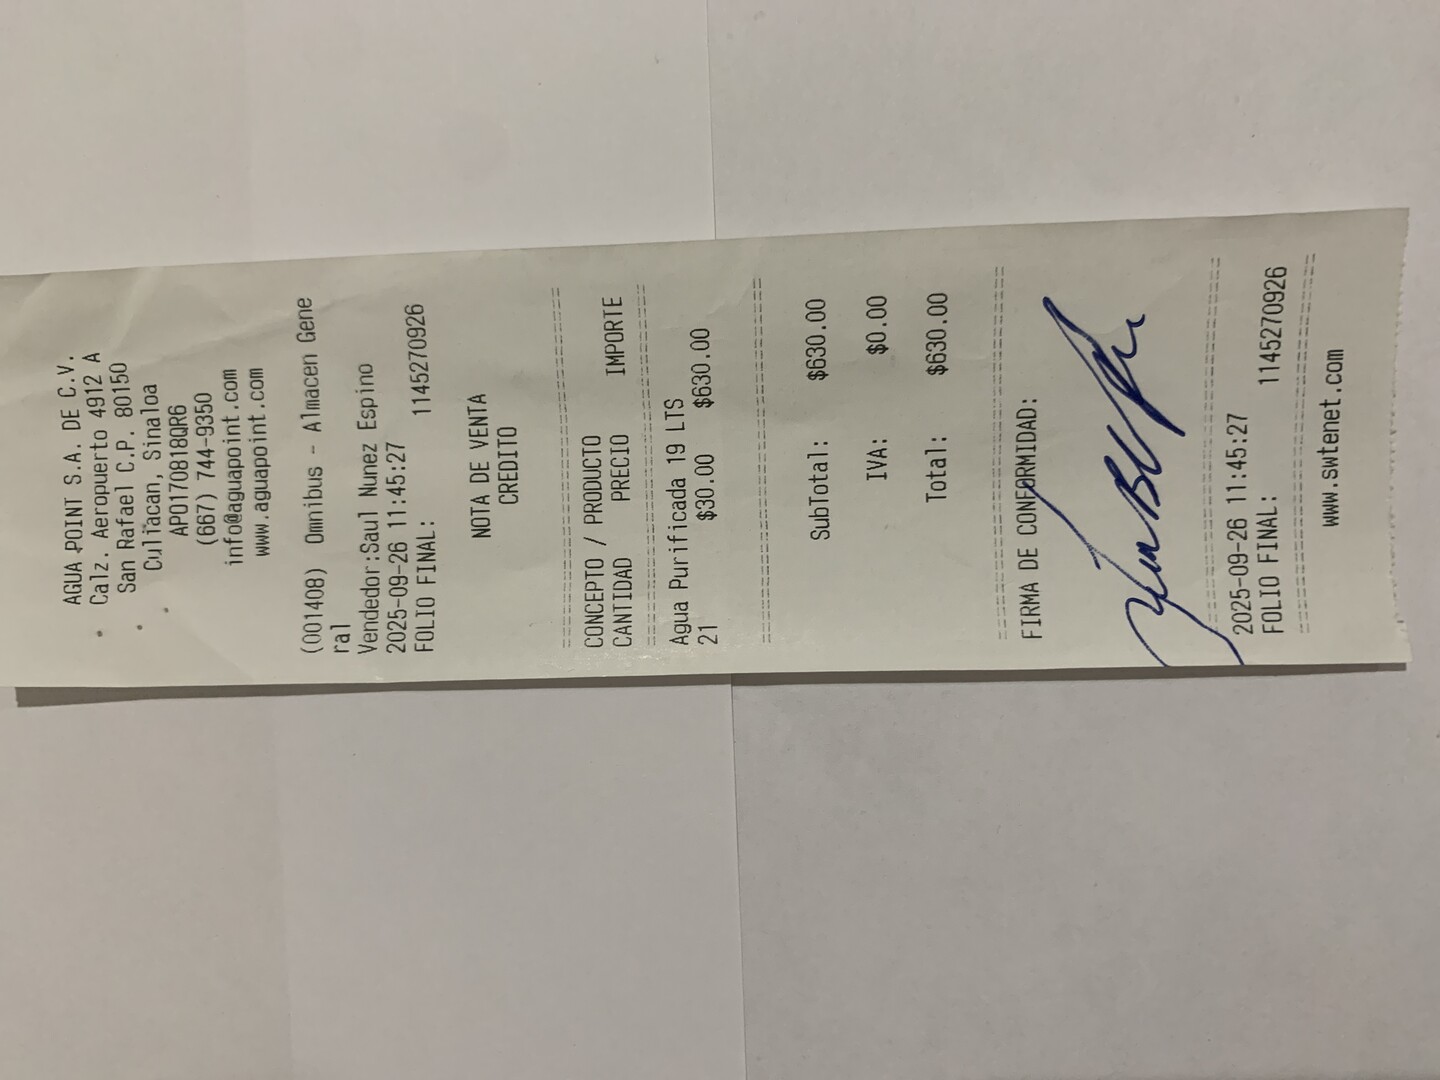 AGUA POINT S.A. DE C.V.
Calz. Aeropuerto 4912 A
San Rafael C.P. 80150
Culiacan, Sinaloa
APO170818QR6
(667) 744-9350
info@aguapoint.com
www.aguapoint.com
(001408) Omnibus - Almacen Gene
ral
Vendedor:Saul Nunez Espino
2025-09-26 11:45:27
FOLIO FINAL: 1145270926
NOTA DE VENTA
CREDITO
CONCEPTO / PRODUCTO
CANTIDAD PRECIO IMPORTE
Agua Purificada 19 LTS
21 $30.00 $630.00
SubTotal: $630.00
IVA: $0.00
Total: $630.00
FIRMA DE CONFORMIDAD:
2025-09-26 11:45:27
FOLIO FINAL: 1145270926
www.swtenet.com